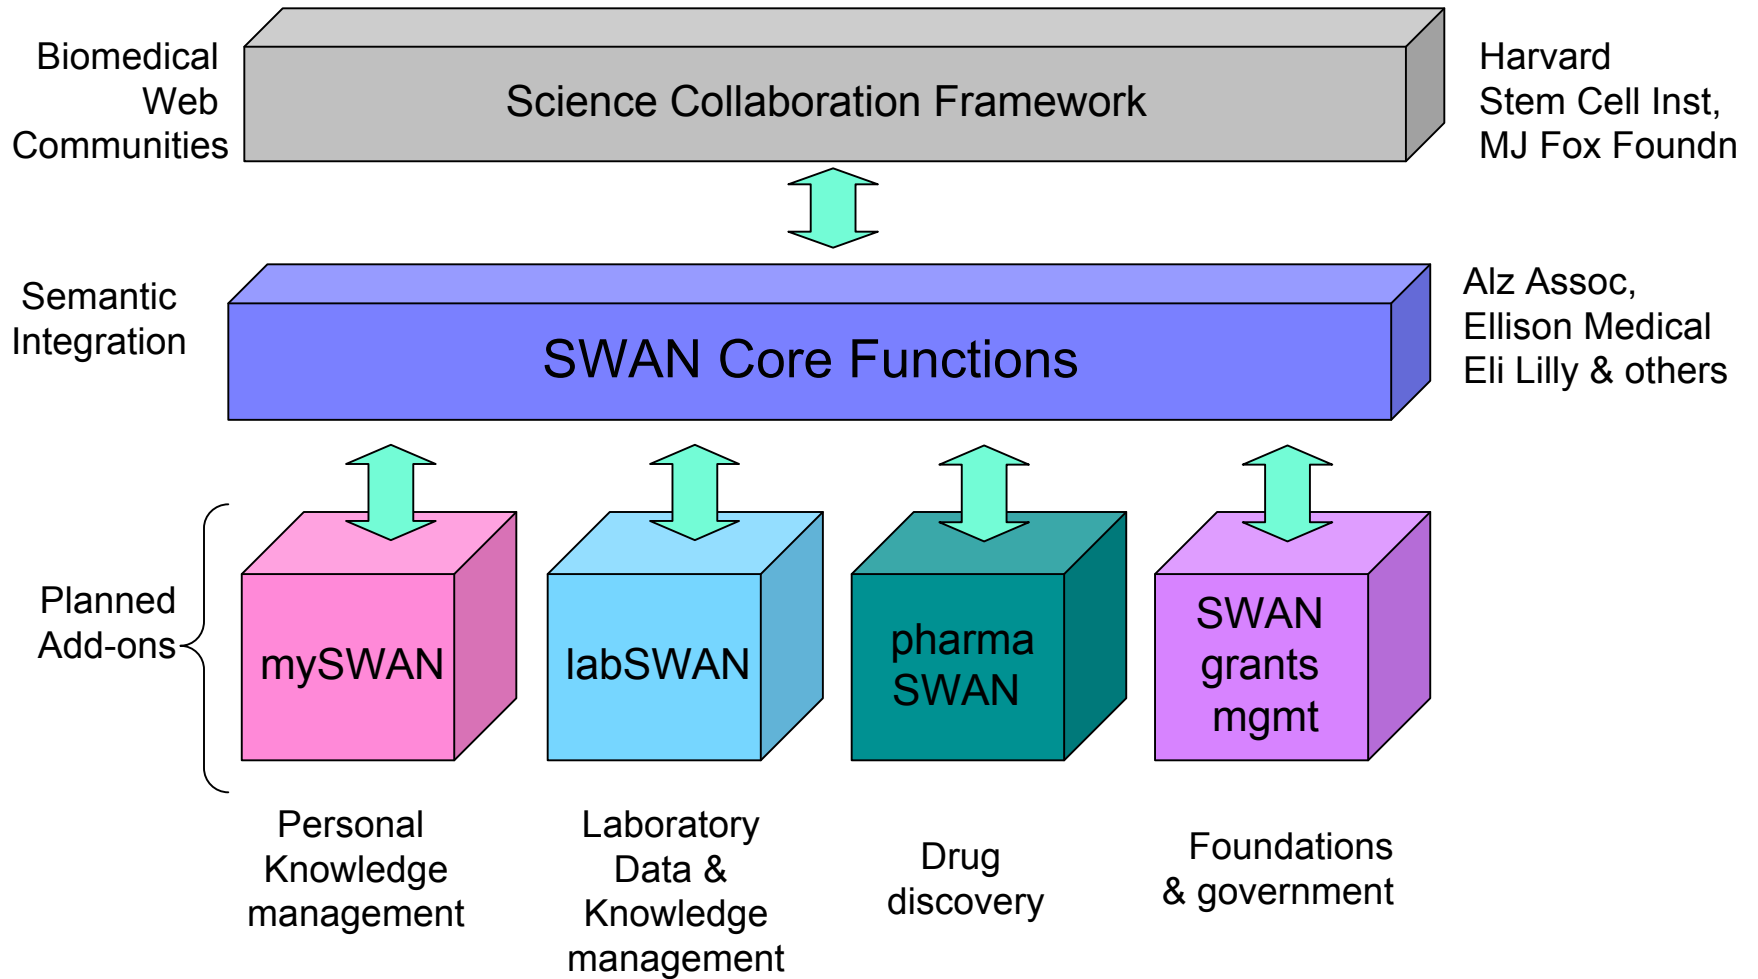 Biomedical
Web
Communities
Science Collaboration Framework
Harvard
Stem Cell Inst,
MJ Fox Foundn
Semantic
Integration
SWAN Core Functions
Alz Assoc,
Ellison Medical
Eli Lilly & others
Planned
Add-ons
mySWAN
labSWAN
pharma
SWAN
SWAN
grants
mgmt
Personal
Knowledge
management
Laboratory
Data &
Knowledge
management
Drug
discovery
Foundations
& government